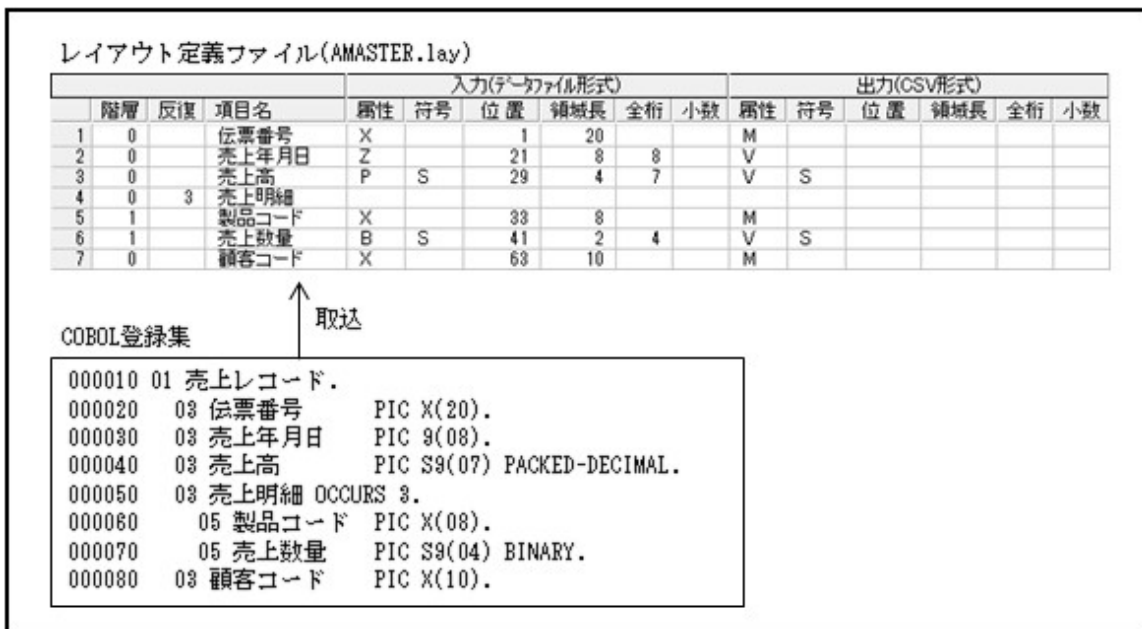 レイアウト定義ファイル(AMASTER.lay)
入力(データファイル形式) 出力(CSV形式)
階層 反復 項目名 属性 符号 位置 領域長 全桁 小数 属性 符号 位置 領域長 全桁 小数
1 0 伝票番号 X 1 20 M
2 0 売上年月日 Z 21 8 8 V
3 0 売上高 P S 29 4 7 V S
4 0 3 売上明細
5 1 製品コード X 33 8 M
6 1 売上数量 B S 41 2 4 V S
7 0 顧客コード X 63 10 M
取込
COBOL登録集
000010 01 売上レコード.
000020 03 伝票番号 PIC X(20).
000030 03 売上年月日 PIC 9(08).
000040 03 売上高 PIC S9(07) PACKED-DECIMAL.
000050 03 売上明細 OCCURS 3.
000060 05 製品コード PIC X(08).
000070 05 売上数量 PIC S9(04) BINARY.
000080 03 顧客コード PIC X(10).